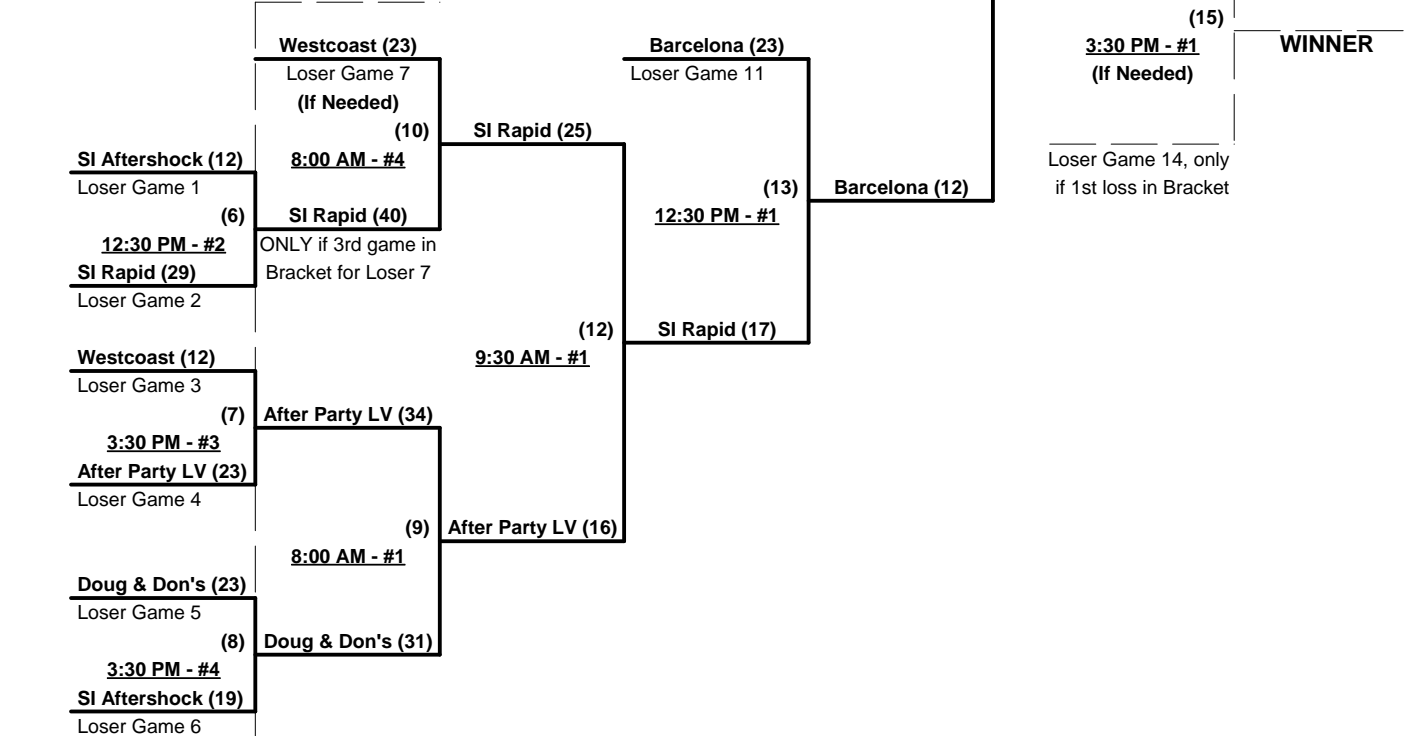 (15)
3:30 PM - #1
(If Needed)
WINNER
Loser Game 14, only
if 1st loss in Bracket
Westcoast (23)
Loser Game 7
(If Needed)
(10)
8:00 AM - #4
SI Rapid (40)
ONLY if 3rd game in
Bracket for Loser 7
SI Aftershock (12)
Loser Game 1
(6)
12:30 PM - #2
SI Rapid (29)
Loser Game 2
Westcoast (12)
Loser Game 3
(7)
3:30 PM - #3
After Party LV (23)
Loser Game 4
After Party LV (34)
(9)
8:00 AM - #1
Doug & Don's (31)
Doug & Don's (23)
Loser Game 5
(8)
3:30 PM - #4
SI Aftershock (19)
Loser Game 6
SI Rapid (25)
(12)
9:30 AM - #1
After Party LV (16)
Barcelona (23)
Loser Game 11
(13)
12:30 PM - #1
SI Rapid (17)
Barcelona (12)